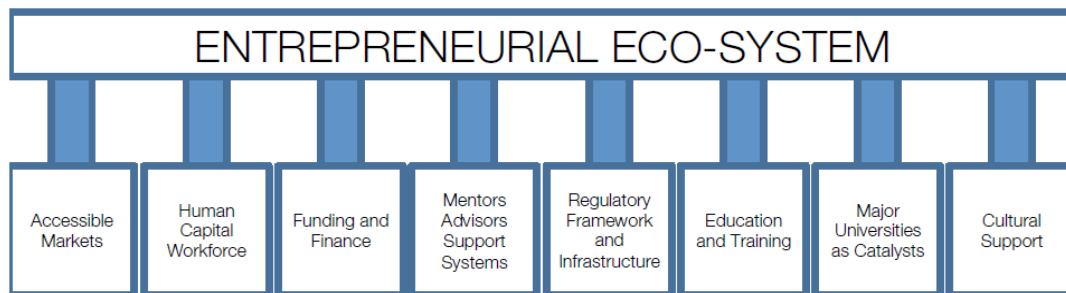 ENTREPRENEURIAL ECO-SYSTEM
Accessible
Markets
Human
Capital
Workforce
Funding and
Finance
Mentors
Advisors
Support
Systems
Regulatory
Framework
and
Infrastructure
Education
and Training
Major
Universities
as Catalysts
Cultural
Support